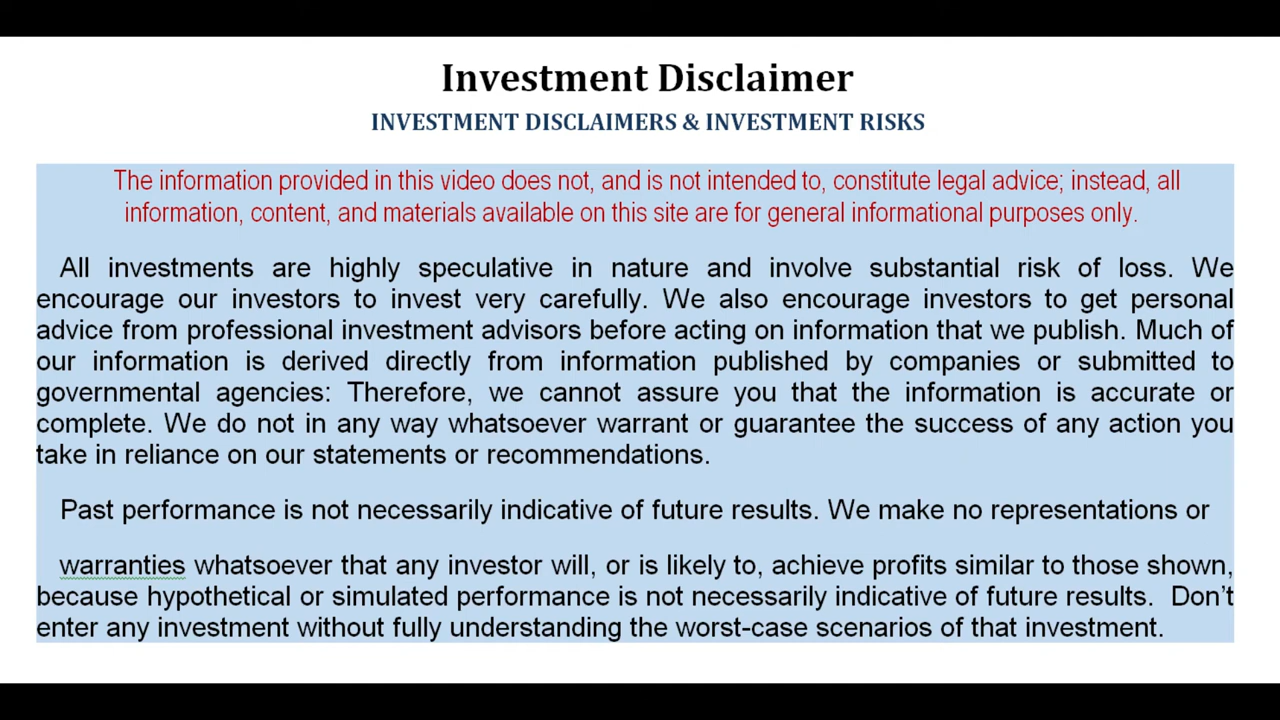 Investment Disclaimer
INVESTMENT DISCLAIMERS & INVESTMENT RISKS
The information provided in this video does not, and is not intended to, constitute legal advice; instead, all
information, content, and materials available on this site are for general informational purposes only.
All investments are highly speculative in nature and involve substantial risk of loss. We
encourage our investors to invest very carefully. We also encourage investors to get personal
advice from professional investment advisors before acting on information that we publish. Much of
our information is derived directly from information published by companies or submitted to
governmental agencies: Therefore, we cannot assure you that the information is accurate or
complete. We do not in any way whatsoever warrant or guarantee the success of any action you
take in reliance on our statements or recommendations.
Past performance is not necessarily indicative of future results. We make no representations or
warranties whatsoever that any investor will, or is likely to, achieve profits similar to those shown,
because hypothetical or simulated performance is not necessarily indicative of future results.  Don’t
enter any investment without fully understanding the worst-case scenarios of that investment.